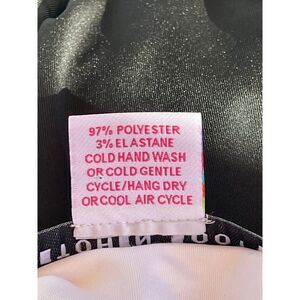 97% POLYESTER
3% ELASTANE
COLD HAND WASH
OR COLD GENTLE
CYCLE/HANG DRY
OR COOL AIR CYCLE